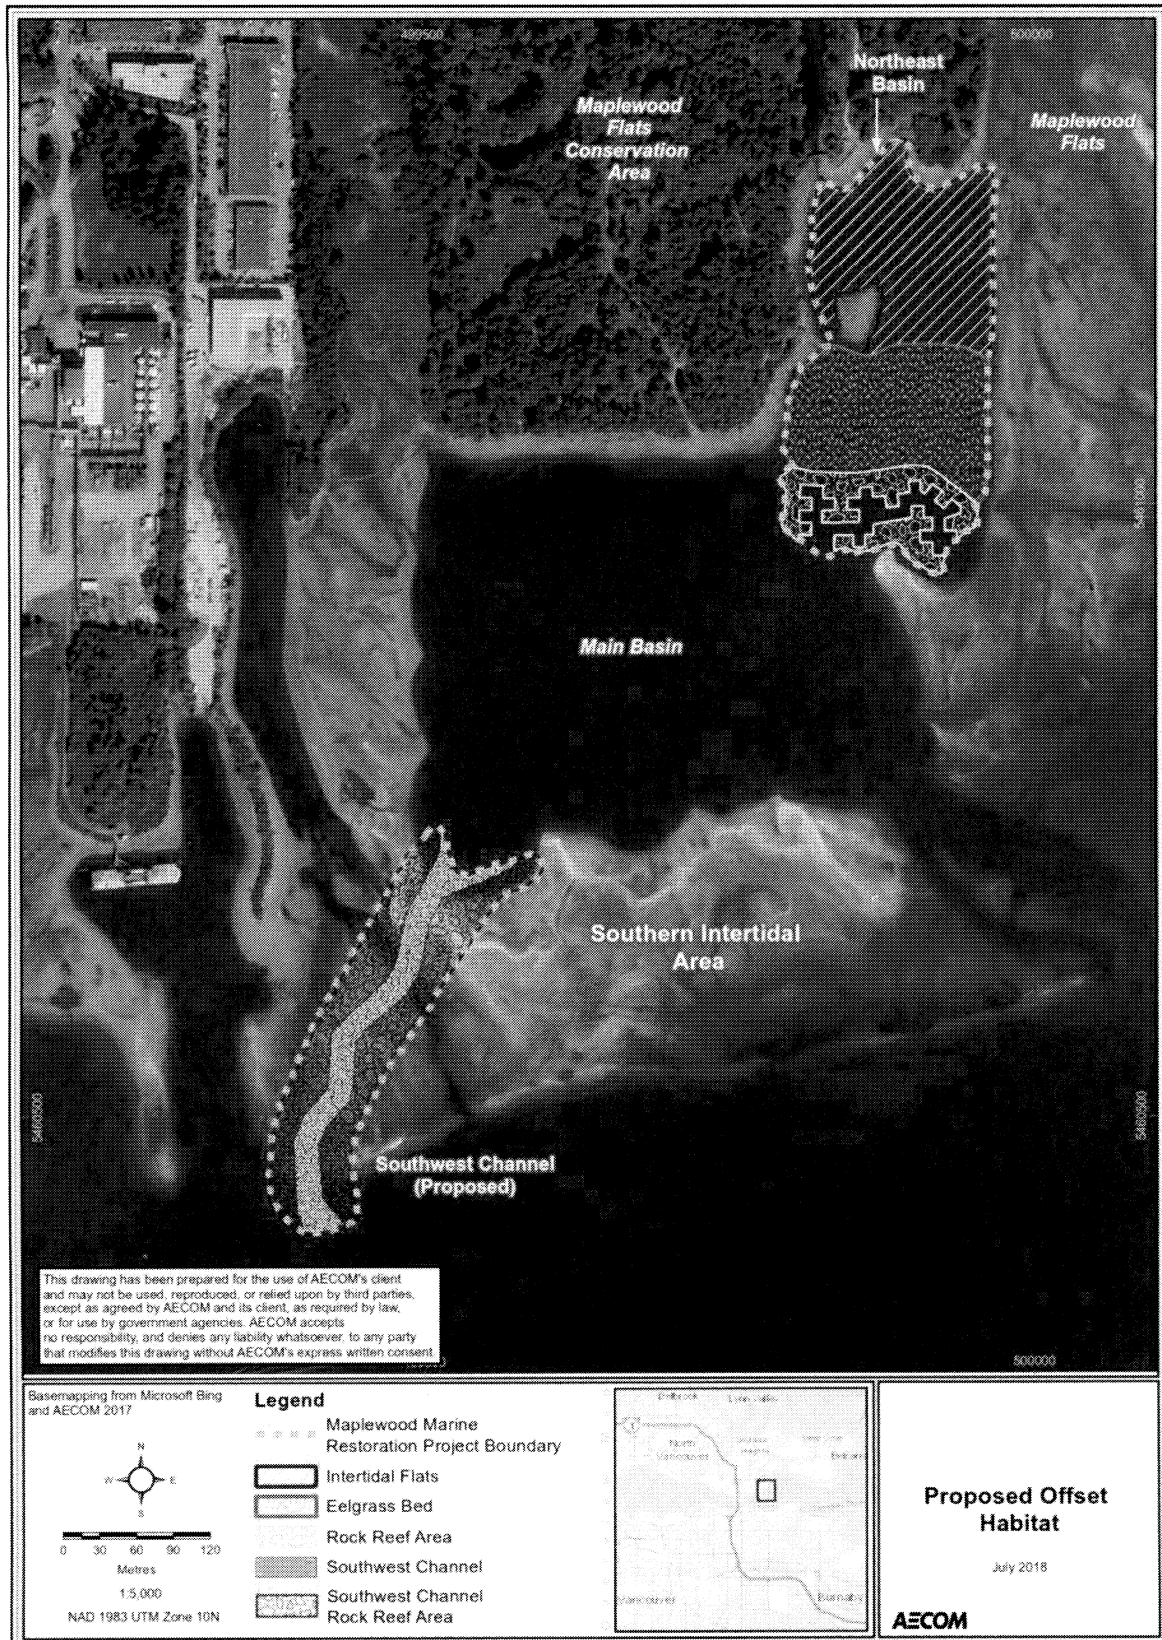 499500
500000
Northeast
Basin
Maplewood
Flats
Conservation
Area
Maplewood
Flats
5461000
Main Basin
Southern Intertidal
Area
5460500
5460500
Southwest Channel
(Proposed)
This drawing has been prepared for the use of AECOM's client
and may not be used, reproduced, or relied upon by third parties,
except as agreed by AECOM and its client, as required by law,
or for use by government agencies. AECOM accepts
no responsibility, and denies any liability whatsoever, to any party
that modifies this drawing without AECOM's express written consent
500000
Basemapping from Microsoft Bing
and AECOM 2017
N
W E
S
0 30 60 90 120
Metres
1:5,000
NAD 1983 UTM Zone 10N
Legend
Maplewood Marine
Restoration Project Boundary
Intertidal Flats
Eelgrass Bed
Rock Reef Area
Southwest Channel
Southwest Channel
Rock Reef Area
North
Vancouver
Vancouver
Burnaby
Proposed Offset
Habitat
July 2018
AECOM